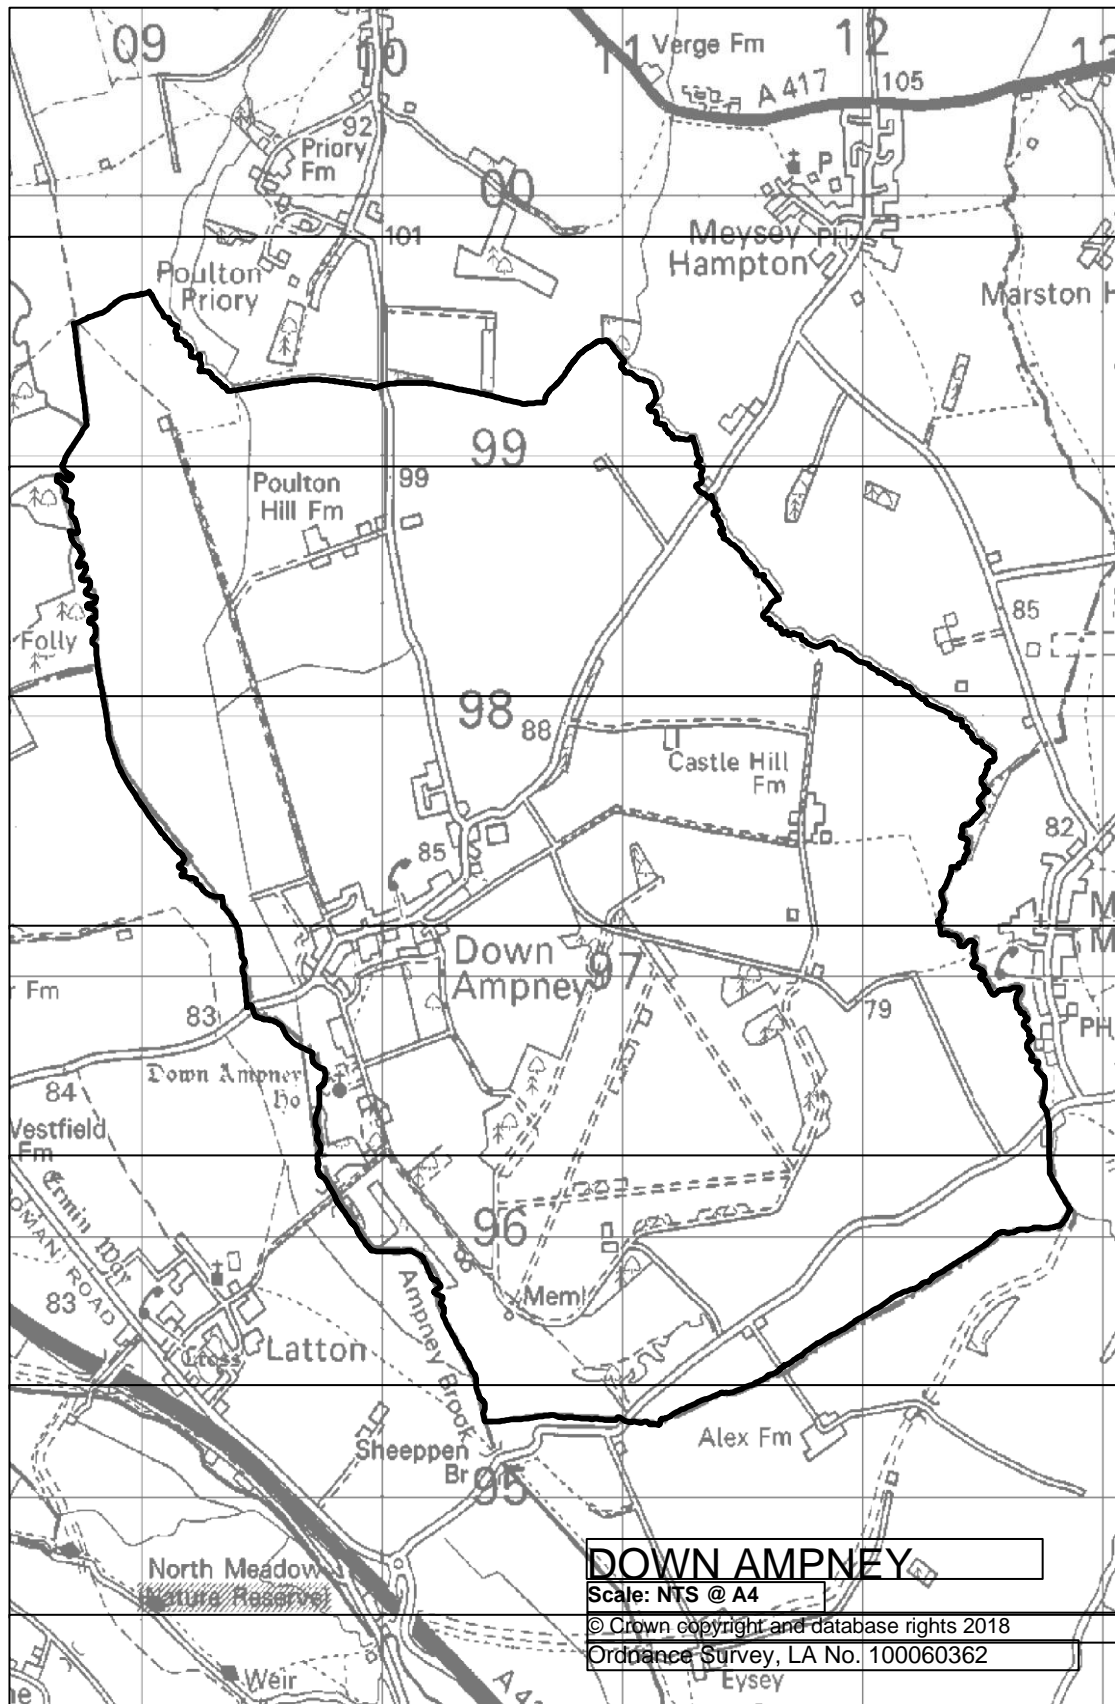 09
10
11
Verge Fm
12
13
A 417
105
92
Priory
Fm
P
00
101
Meysey
Hampton
PH
Poulton
Priory
Marston
99
Poulton
Hill Fm
99
85
Folly
98
88
Castle Hill
Fm
82
85
Down
Ampney
97
Fm
83
79
PH
Down Ampney
Ho
84
Westfield
Fm
Ermin Way
ROMAN ROAD
96
83
Meml
Ampney Brook
Latton
Cross
Sheeppen
Br
95
Alex Fm
North Meadow
Nature Reserve
Weir
Eysey
DOWN AMPNEY
Scale: NTS @ A4
© Crown copyright and database rights 2018
Ordnance Survey, LA No. 100060362